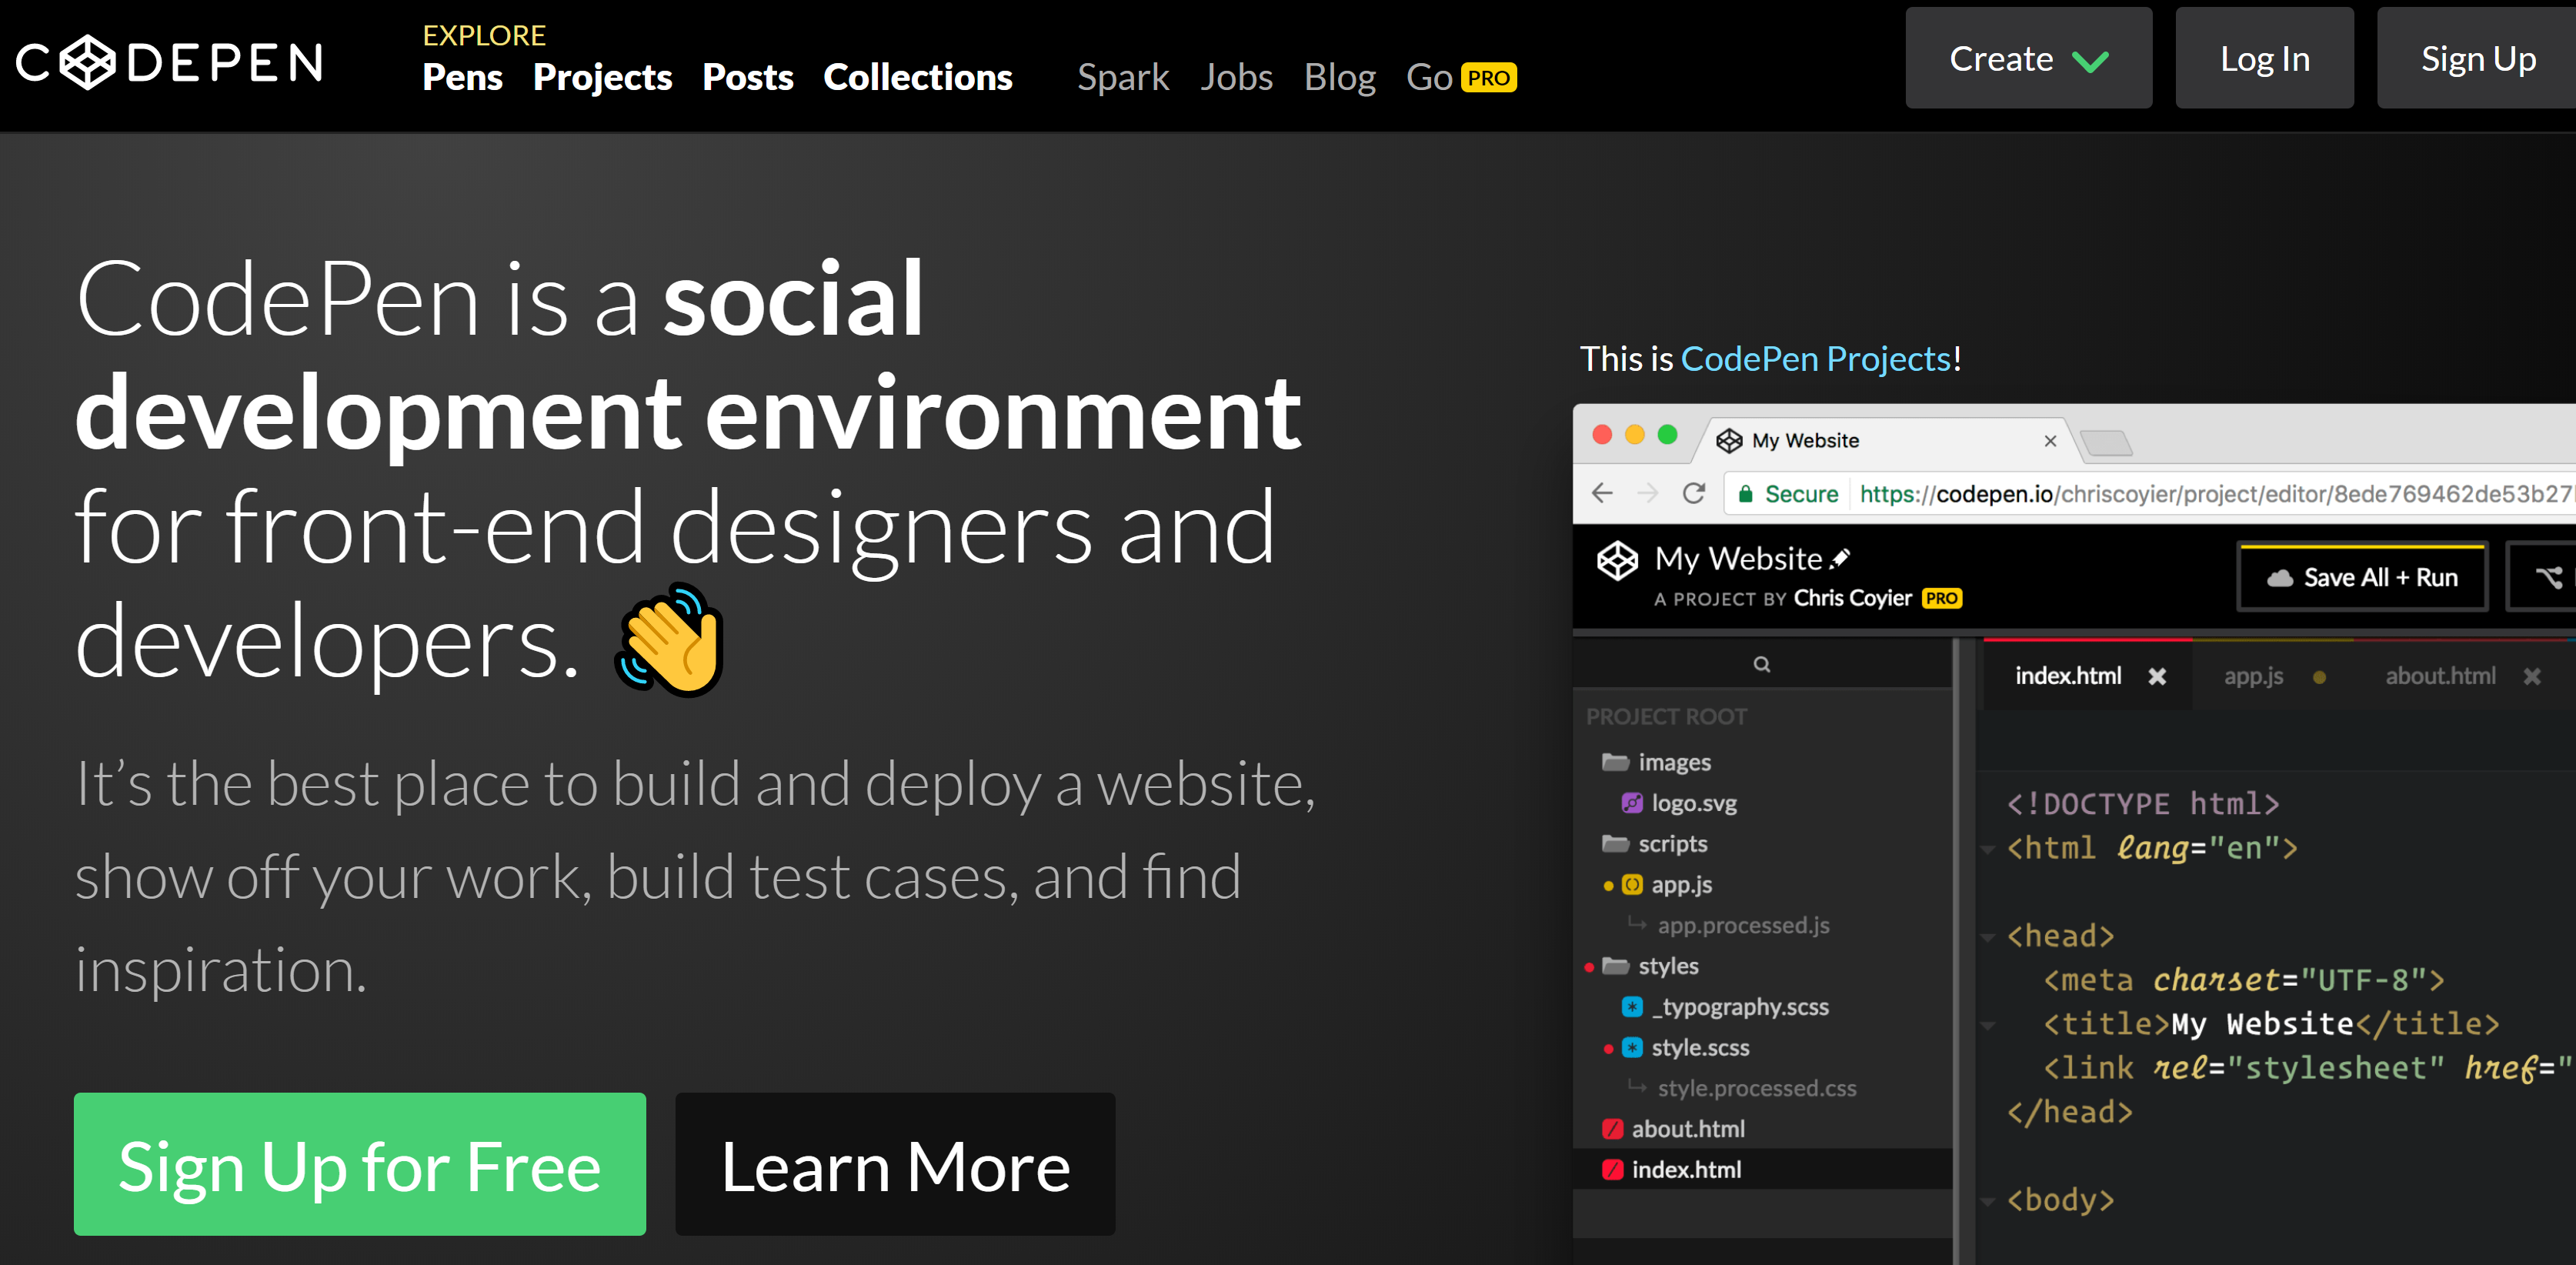 CODEPEN
EXPLORE
Pens Projects Posts Collections Spark Jobs Blog Go PRO
Create Log In Sign Up
CodePen is a social
development environment
for front-end designers and
developers.
It’s the best place to build and deploy a website,
show off your work, build test cases, and find
inspiration.
Sign Up for Free Learn More
This is CodePen Projects!
My Website
Secure https://codepen.io/chriscoyier/project/editor/8ede769462de53b27
My Website
A PROJECT BY Chris Coyier PRO
Save All + Run
PROJECT ROOT
images
logo.svg
scripts
app.js
app.processed.js
styles
_typography.scss
style.scss
style.processed.css
about.html
index.html
index.html app.js about.html
<!DOCTYPE html>
<html lang="en">
<head>
<meta charset="UTF-8">
<title>My Website</title>
<link rel="stylesheet" href="
</head>
<body>